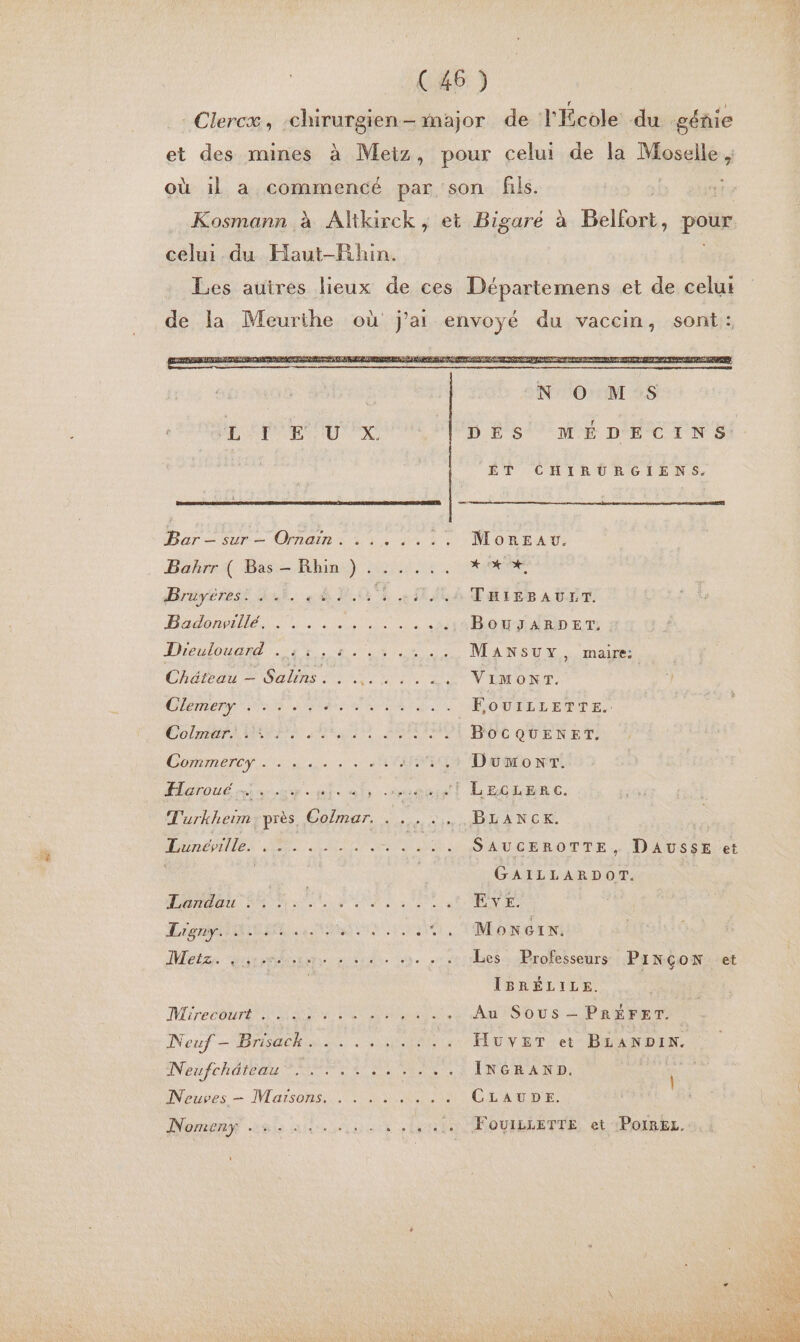 ( 46 )
Clercx, chirurgien – major de l'École du génie
et des mines à Metz, pour celui de la Moselle,
où il a commencé par son fils.
Kosmann à Altkirck, et Bigaré à Belfort, pour
celui du Haut-Rhin.
Les autres lieux de ces Départemens et de celui
de la Meurthe où j'ai envoyé du vaccin, sont :
LIEUX.
NOMS
DES MÉDECINS
ET CHIRURGIENS.
Bar – sur – Ornain . . . . . . . . MOREAU.
Bahrr ( Bas – Rhin ) . . . . . . ***.
Bruyères. . . . . . . . . . . . . . THIEBAULT.
Badonvillé. . . . . . . . . . . . . BOUJARDET.
Dieulouard . . . . . . . . . . . . MANSUY, maire.
Château – Salins . . . . . . . . . VIMONT.
Clemery . . . . . . . . . . . . . . FOUILLETTE.
Colmar. . . . . . . . . . . . . . . BOCQUENET.
Commercy . . . . . . . . . . . . . DUMONT.
Haroué . . . . . . . . . . . . . . LECLERC.
Turkheim près Colmar. . . . . . BLANCK.
Lunéville. . . . . . . . . . . . . SAUCEROTTE, DAUSSE et
GAILLARDOT.
Landau . . . . . . . . . . . . . . EVE.
Ligny. . . . . . . . . . . . . . . MONGIN.
Metz. . . . . . . . . . . . . . . . Les Professeurs PINÇON et
IBRÉLILE.
Mirecourt . . . . . . . . . . . . . Au SOUS – PRÉFET.
Neuf – Brisack . . . . . . . . . . HUVET et BLANDIN.
Neufchâteau . . . . . . . . . . . INGRAND.
Neuves – Maisons. . . . . . . . . CLAUDE.
Nomeny . . . . . . . . . . . . . . FOUILLETTE et POIREL.